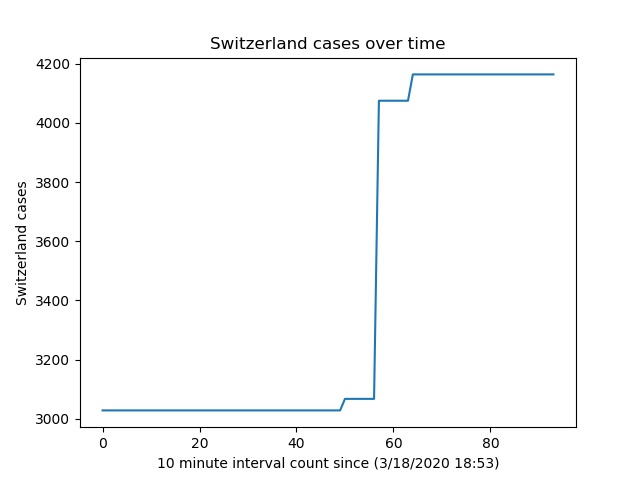 Switzerland cases over time
Switzerland cases
4200
4000
3800
3600
3400
3200
3000
0 20 40 60 80
10 minute interval count since (3/18/2020 18:53)